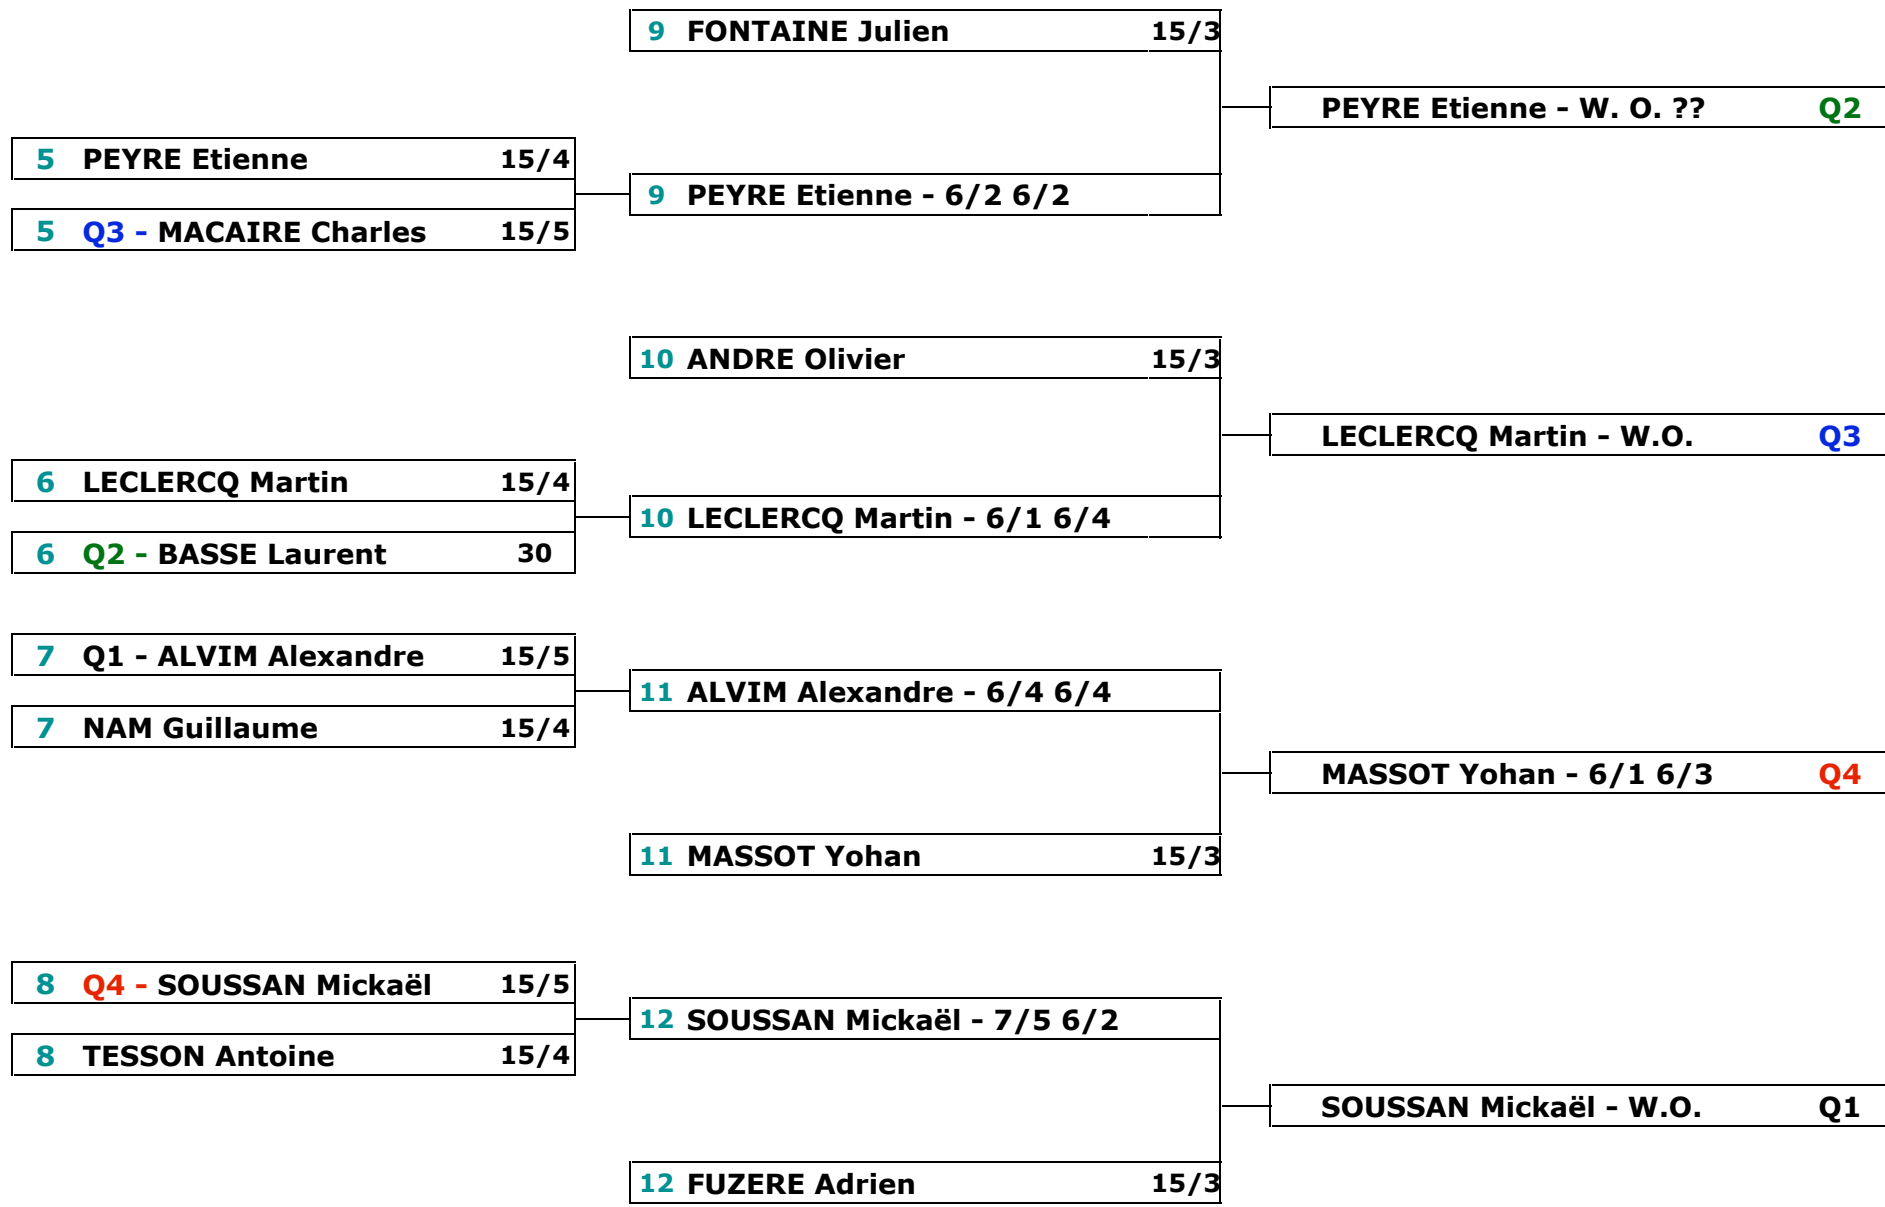 9 FONTAINE Julien 15/3
PEYRE Etienne - W. O. ?? Q2
5 PEYRE Etienne 15/4
9 PEYRE Etienne - 6/2 6/2
5 Q3 - MACAIRE Charles 15/5
10 ANDRE Olivier 15/3
LECLERCQ Martin - W.O. Q3
6 LECLERCQ Martin 15/4
10 LECLERCQ Martin - 6/1 6/4
6 Q2 - BASSE Laurent 30
7 Q1 - ALVIM Alexandre 15/5
11 ALVIM Alexandre - 6/4 6/4
7 NAM Guillaume 15/4
MASSOT Yohan - 6/1 6/3 Q4
11 MASSOT Yohan 15/3
8 Q4 - SOUSSAN Mickaël 15/5
12 SOUSSAN Mickaël - 7/5 6/2
8 TESSON Antoine 15/4
SOUSSAN Mickaël - W.O. Q1
12 FUZERE Adrien 15/3